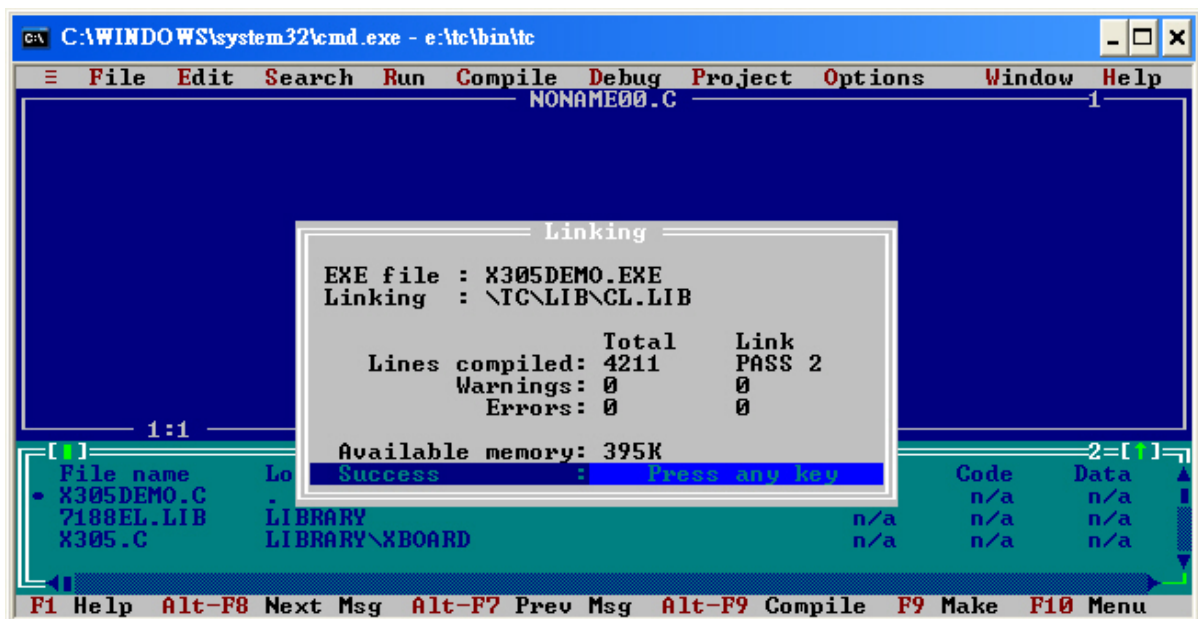 C:\WINDOWS\system32\cmd.exe - e:\tc\bin\tc
≡ File Edit Search Run Compile Debug Project Options Window Help
NONAME00.C 1
Linking
EXE file : X305DEMO.EXE
Linking : \TC\LIB\CL.LIB
Total Link
Lines compiled: 4211 PASS 2
Warnings: 0 0
Errors: 0 0
1:1
Available memory: 395K
2=[↑]
File name Lo Success : Press any key Code Data
• X305DEMO.C . n/a n/a
7188EL.LIB LIBRARY n/a n/a n/a
X305.C LIBRARY\XBOARD n/a n/a n/a
F1 Help Alt-F8 Next Msg Alt-F7 Prev Msg Alt-F9 Compile F9 Make F10 Menu